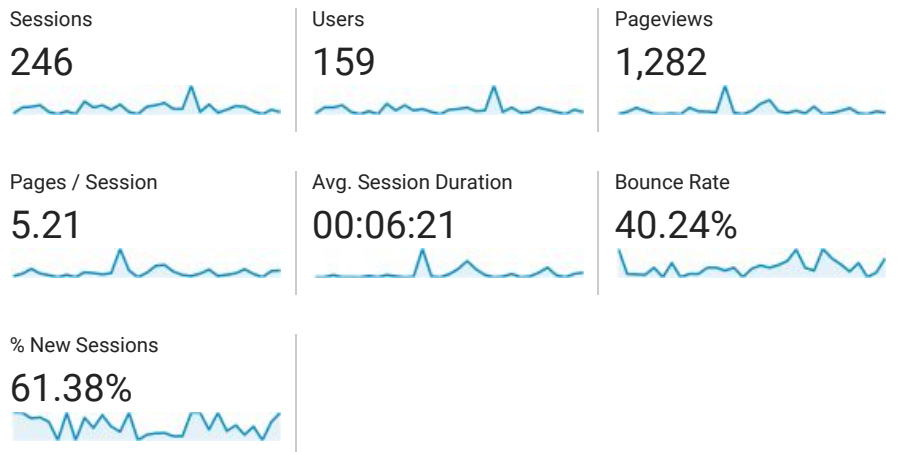 Sessions
246
Users
159
Pageviews
1,282
Pages / Session
5.21
Avg. Session Duration
00:06:21
Bounce Rate
40.24%
% New Sessions
61.38%